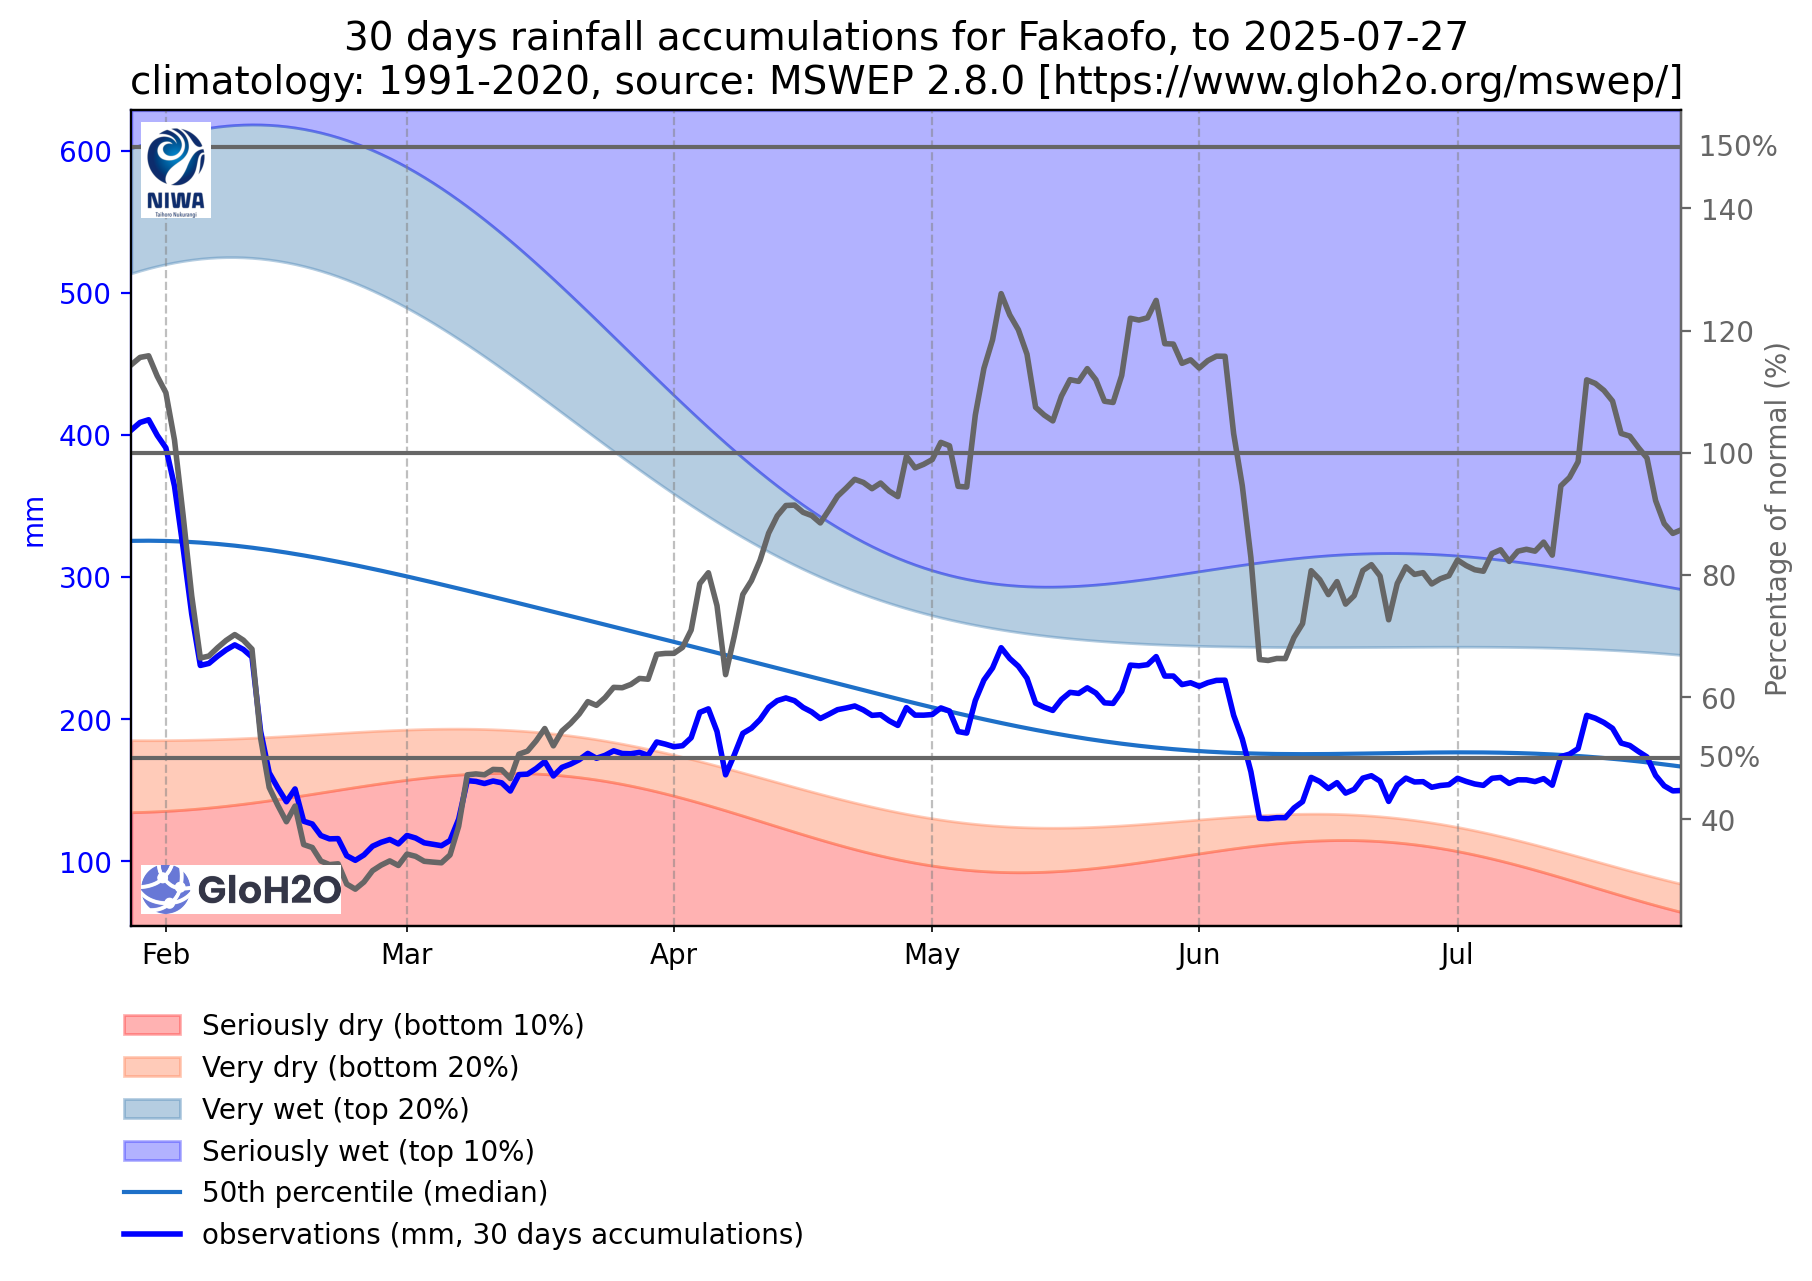 30 days rainfall accumulations for Fakaofo, to 2025-07-27
climatology: 1991-2020, source: MSWEP 2.8.0 [https://www.gloh2o.org/mswep/]
NIWA
Taihoro Nukurangi
600
500
400
300
200
100
mm
150%
140
120
100
80
60
50%
40
Percentage of normal (%)
GloH2O
Feb
Mar
Apr
May
Jun
Jul
Seriously dry (bottom 10%)
Very dry (bottom 20%)
Very wet (top 20%)
Seriously wet (top 10%)
50th percentile (median)
observations (mm, 30 days accumulations)